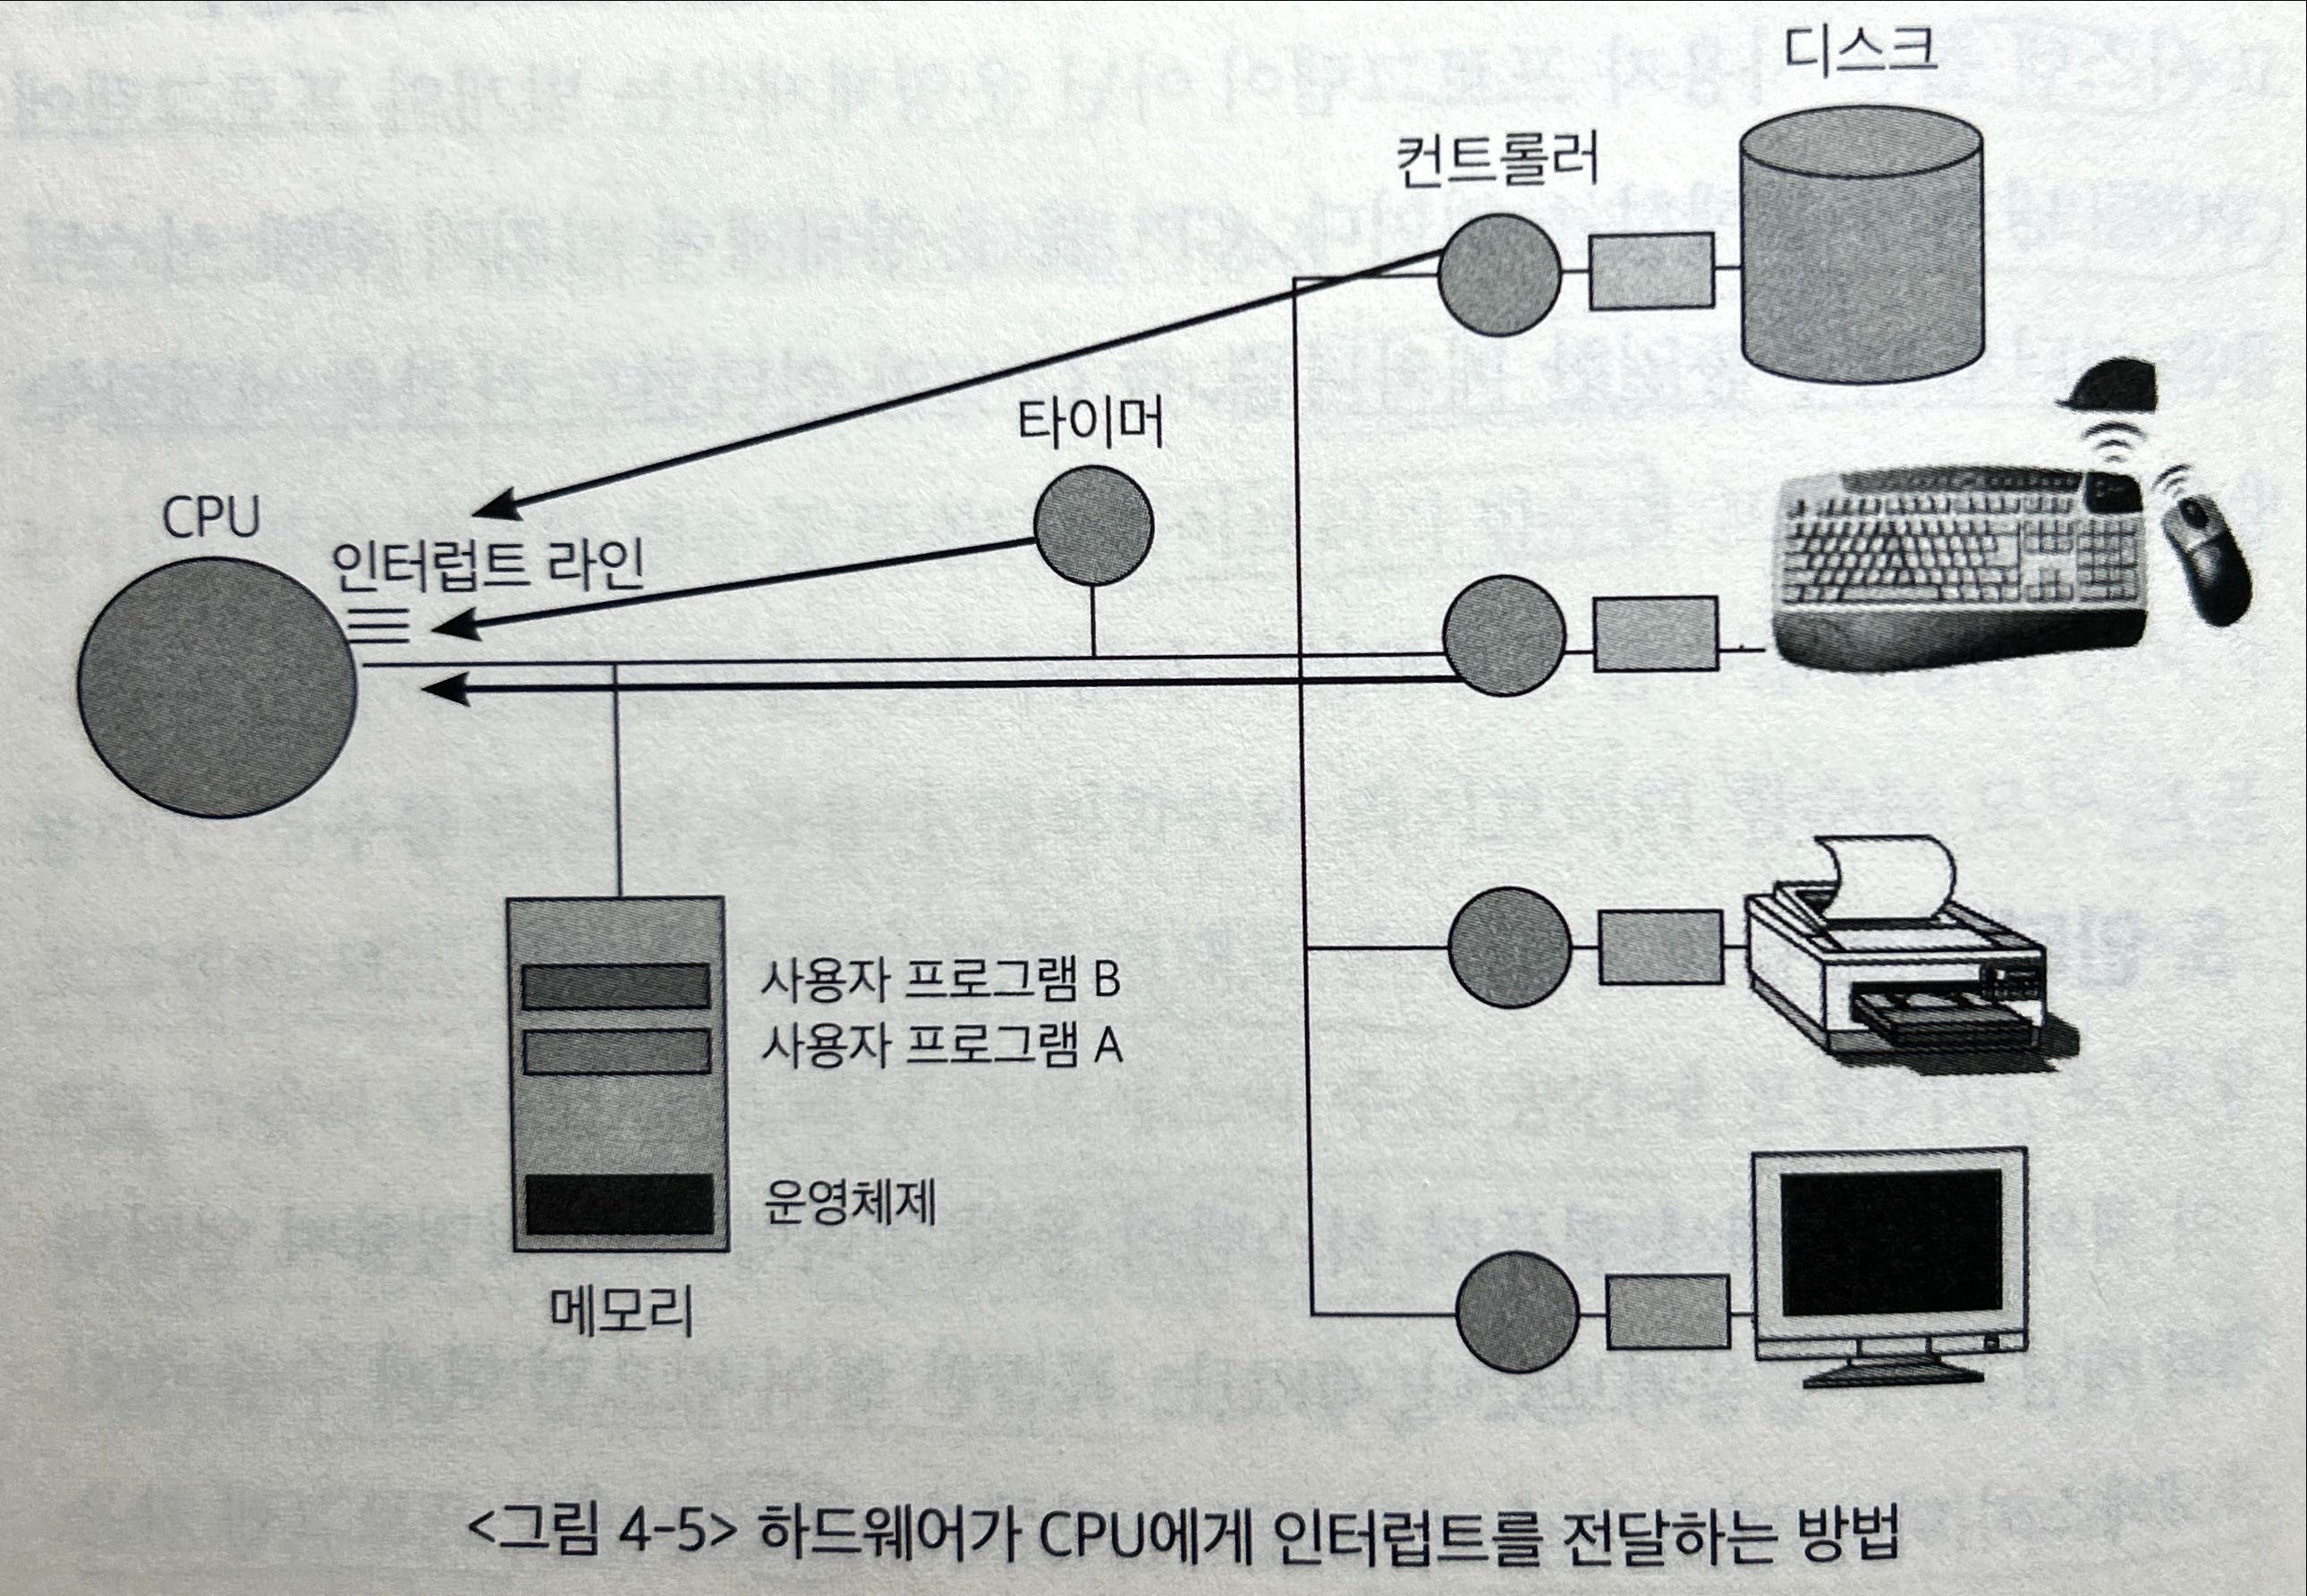 디스크
컨트롤러
타이머
CPU
인터럽트 라인
사용자 프로그램 B
사용자 프로그램 A
운영체제
메모리
<그림 4-5> 하드웨어가 CPU에게 인터럽트를 전달하는 방법